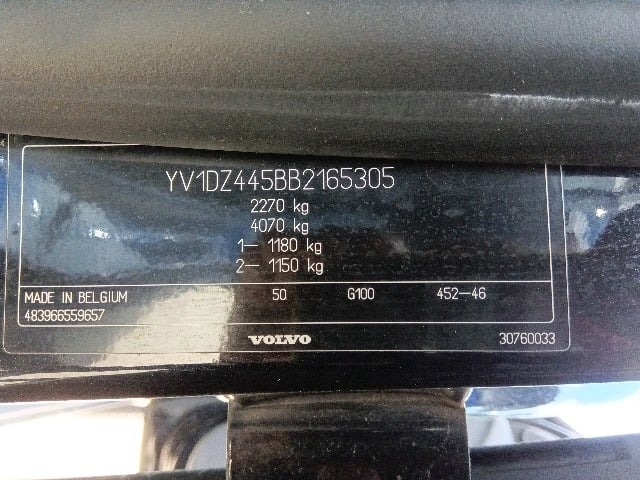 YV1DZ445BB2165305
2270 kg
4070 kg
1— 1180 kg
2— 1150 kg
MADE IN BELGIUM 50 G100 452—46
483966559657
VOLVO 30760033